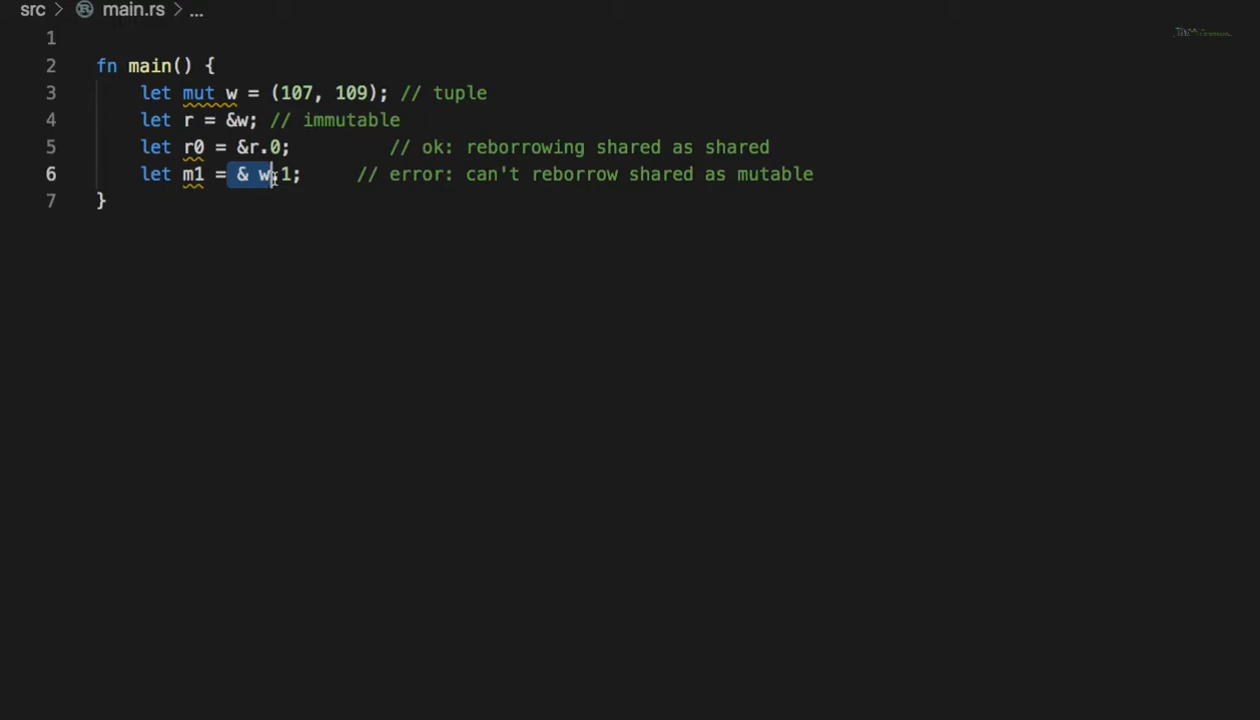 src > main.rs > ...
1
2 fn main() {
3 let mut w = (107, 109); // tuple
4 let r = &w; // immutable
5 let r0 = &r.0; // ok: reborrowing shared as shared
6 let m1 = & w.1; // error: can't reborrow shared as mutable
7 }